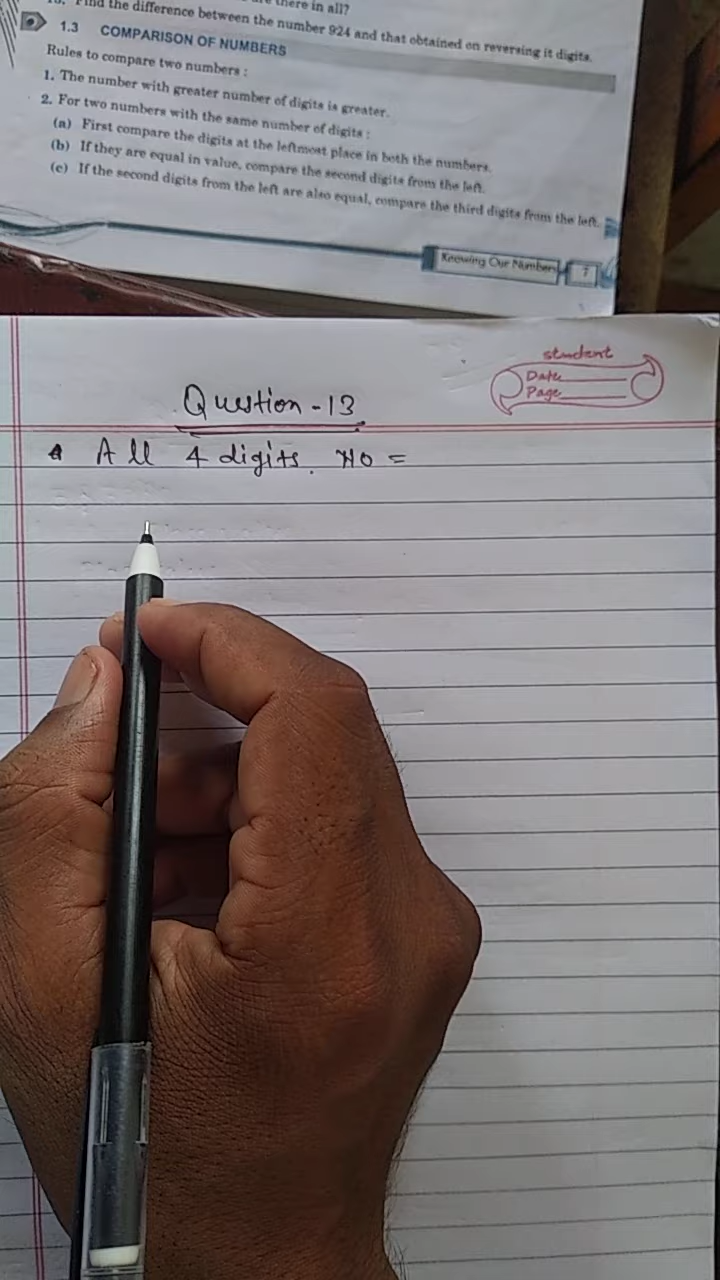 there in all?
Find the difference between the number 924 and that obtained on reversing it digits.
1.3 COMPARISON OF NUMBERS
Rules to compare two numbers :
1. The number with greater number of digits is greater.
2. For two numbers with the same number of digits :
(a) First compare the digits at the leftmost place in both the numbers.
(b) If they are equal in value, compare the second digits from the left.
(c) If the second digits from the left are also equal, compare the third digits from the left.
Knowing Our Numbers 7
student
Date
Page
Question - 13
All 4 digits. No =